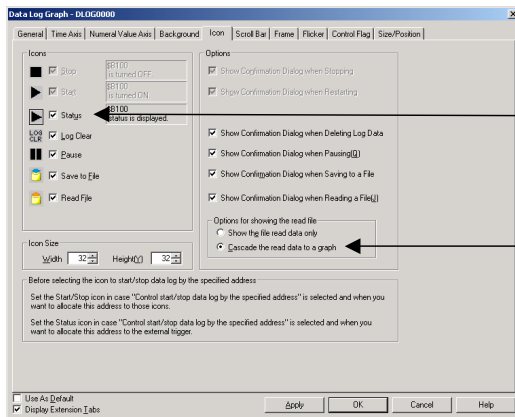 Data Log Graph - DLOG0000
General
Time Axis
Numeral Value Axis
Background
Icon
Scroll Bar
Frame
Flicker
Control Flag
Size/Position
Icons
Stop
$B100
is turned OFF.
Start
$B100
is turned ON.
Status
$B100
status is displayed.
LOG
CLR
Log Clear
Pause
Save to File
Read File
Icon Size
Width 32
Height(Y) 32
Options
Show Confirmation Dialog when Stopping
Show Confirmation Dialog when Restarting
Show Confirmation Dialog when Deleting Log Data
Show Confirmation Dialog when Pausing(Q)
Show Confirmation Dialog when Saving to a File
Show Confirmation Dialog when Reading a File(J)
Options for showing the read file
Show the file read data only
Cascade the read data to a graph
Before selecting the icon to start/stop data log by the specified address
Set the Start/Stop icon in case "Control start/stop data log by the specified address" is selected and when you
want to allocate this address to those icons.
Set the Status icon in case "Control start/stop data log by the specified address" is selected and when you
want to allocate this address to the external trigger.
Use As Default
Display Extension Tabs
Apply
OK
Cancel
Help